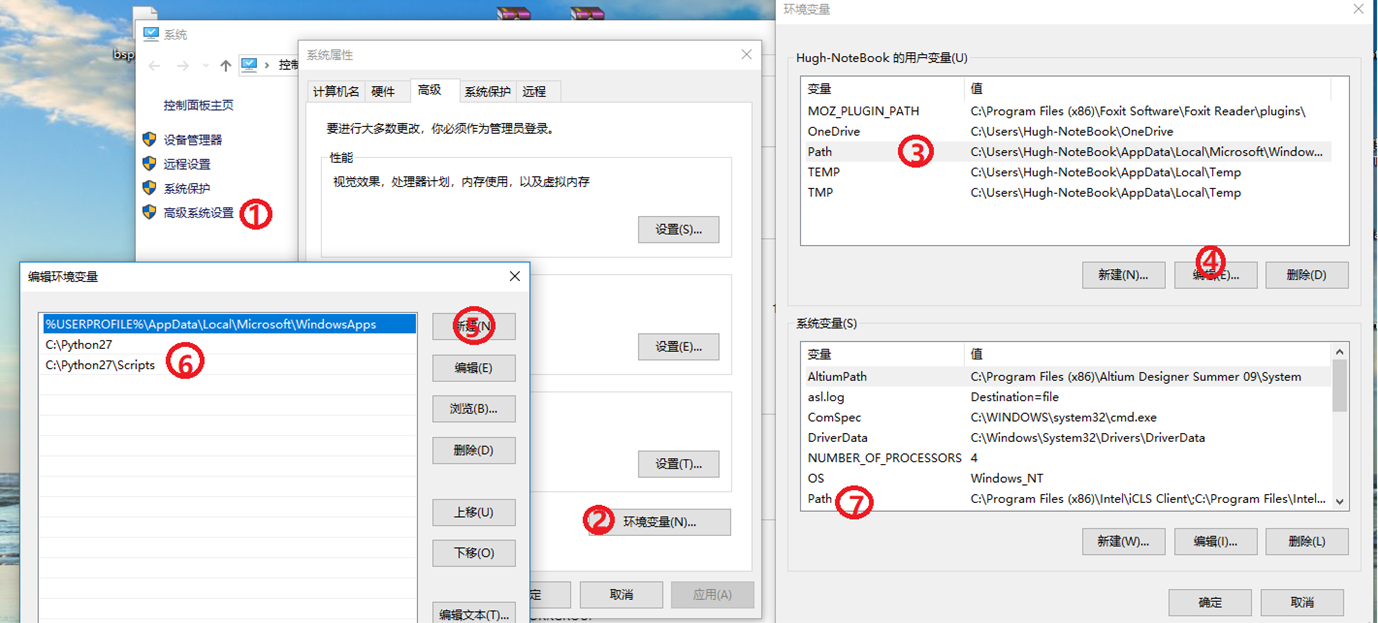 bsp
系统
控制
控制面板主页
设备管理器
远程设置
系统保护
高级系统设置
①
系统属性
计算机名
硬件
高级
系统保护
远程
要进行大多数更改，你必须作为管理员登录。
性能
视觉效果，处理器计划，内存使用，以及虚拟内存
设置(S)...
设置(E)...
设置(T)...
②
环境变量(N)...
定
取消
应用(A)
编辑环境变量
%USERPROFILE%\AppData\Local\Microsoft\WindowsApps
C:\Python27
C:\Python27\Scripts
⑥
新建(N
⑤
编辑(E)
浏览(B)...
删除(D)
上移(U)
下移(O)
编辑文本(T)...
环境变量
Hugh-NoteBook 的用户变量(U)
变量 值
MOZ_PLUGIN_PATH C:\Program Files (x86)\Foxit Software\Foxit Reader\plugins\
OneDrive C:\Users\Hugh-NoteBook\OneDrive
Path ③ C:\Users\Hugh-NoteBook\AppData\Local\Microsoft\Window...
TEMP C:\Users\Hugh-NoteBook\AppData\Local\Temp
TMP C:\Users\Hugh-NoteBook\AppData\Local\Temp
④
新建(N)... 编辑(E)... 删除(D)
系统变量(S)
变量 值
AltiumPath C:\Program Files (x86)\Altium Designer Summer 09\System
asl.log Destination=file
ComSpec C:\WINDOWS\system32\cmd.exe
DriverData C:\Windows\System32\Drivers\DriverData
NUMBER_OF_PROCESSORS 4
OS Windows_NT
Path ⑦ C:\Program Files (x86)\Intel\iCLS Client\;C:\Program Files\Intel...
新建(W)... 编辑(I)... 删除(L)
确定 取消